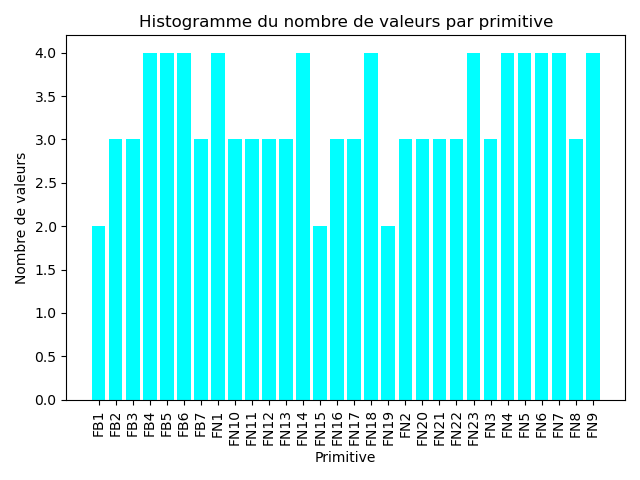 Histogramme du nombre de valeurs par primitive
Nombre de valeurs
4.0
3.5
3.0
2.5
2.0
1.5
1.0
0.5
0.0
FB1 FB2 FB3 FB4 FB5 FB6 FB7 FN1 FN10 FN11 FN12 FN13 FN14 FN15 FN16 FN17 FN18 FN19 FN2 FN20 FN21 FN22 FN23 FN3 FN4 FN5 FN6 FN7 FN8 FN9
Primitive